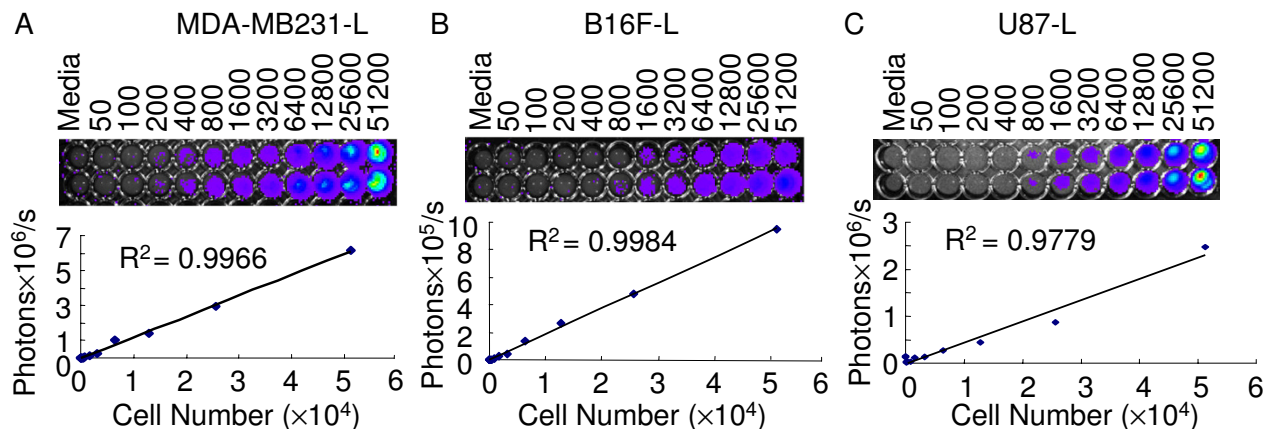 A MDA-MB231-L
Media 50 100 200 400 800 1600 3200 6400 12800 25600 51200
Photons×10⁶/s
7
5
3
1
0
R² = 0.9966
0 1 2 3 4 5 6
Cell Number (×10⁴)
B B16F-L
Media 50 100 200 400 800 1600 3200 6400 12800 25600 51200
Photons×10⁵/s
10
8
6
4
2
0
R² = 0.9984
0 1 2 3 4 5 6
Cell Number (×10⁴)
C U87-L
Media 50 100 200 400 800 1600 3200 6400 12800 25600 51200
Photons×10⁶/s
3
2
1
0
R² = 0.9779
0 1 2 3 4 5 6
Cell Number (×10⁴)